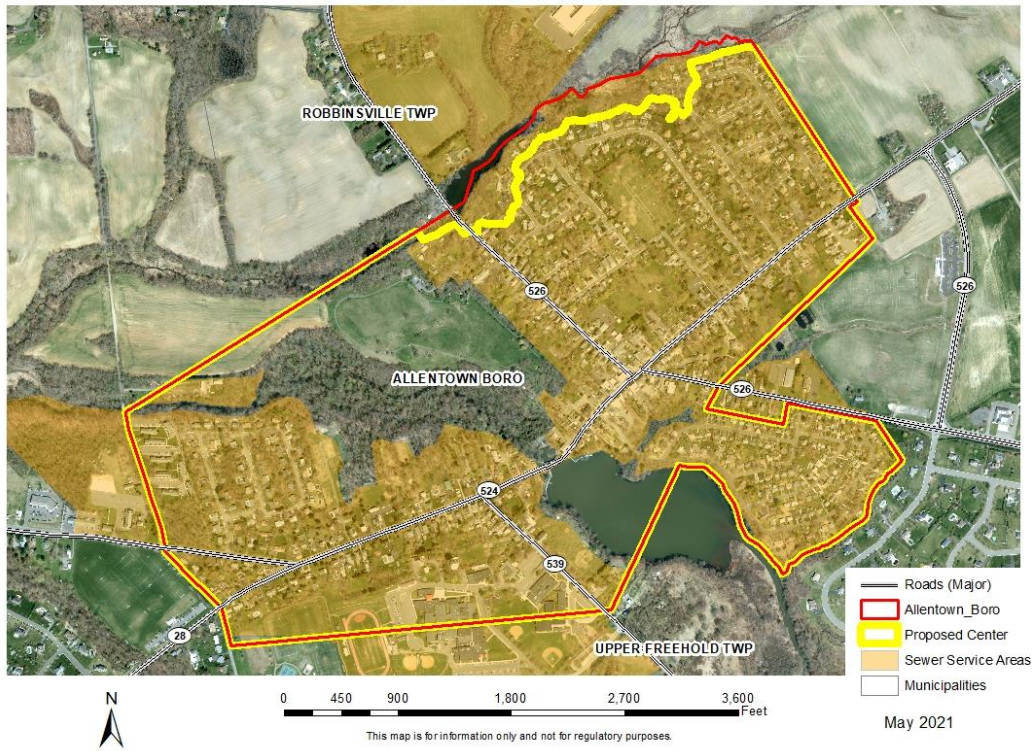 ROBBINSVILLE TWP
526
526
ALLENTOWN BORO
526
524
539
28
UPPER FREEHOLD TWP
Roads (Major)
Allentown_Boro
Proposed Center
Sewer Service Areas
Municipalities
N
0 450 900 1,800 2,700 3,600
Feet
This map is for information only and not for regulatory purposes.
May 2021